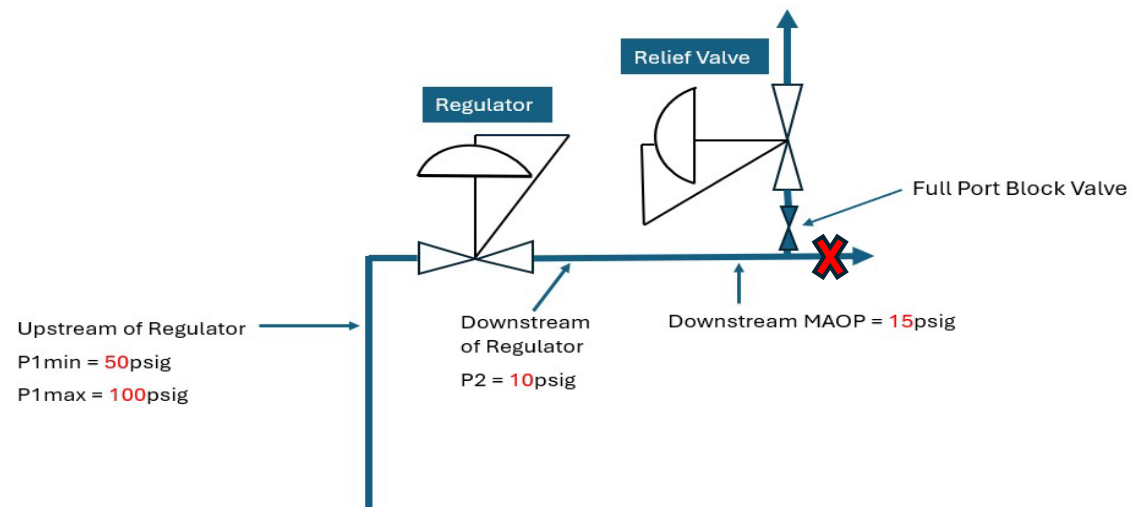 Relief Valve
Regulator
Full Port Block Valve
Upstream of Regulator
P1min = 50psig
P1max = 100psig
Downstream
of Regulator
P2 = 10psig
Downstream MAOP = 15psig